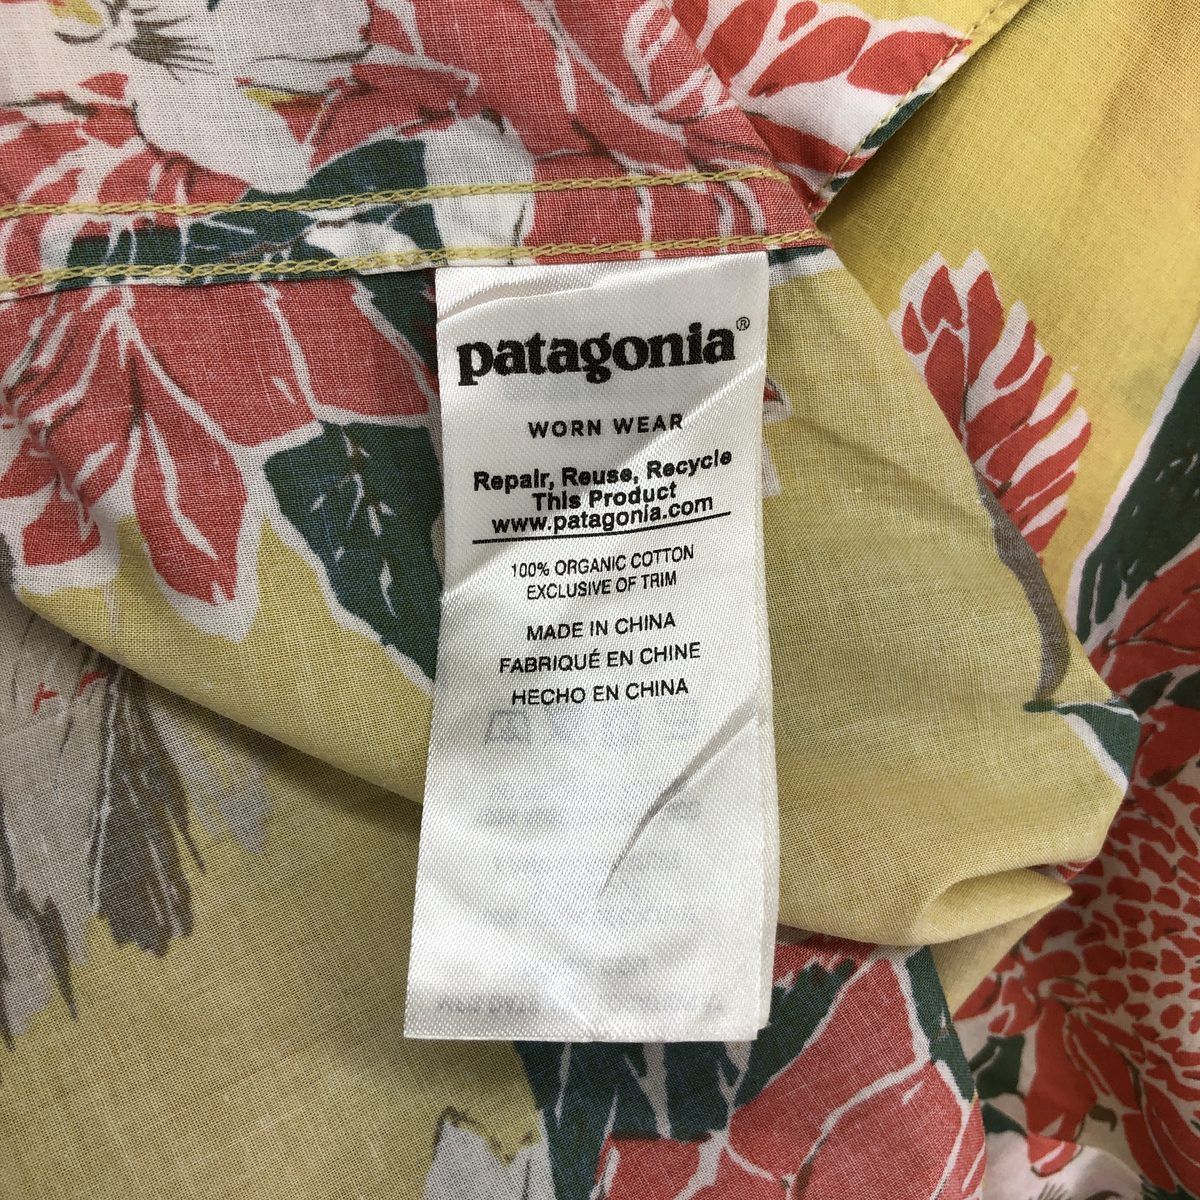 patagonia®
WORN WEAR
Repair, Reuse, Recycle
This Product
www.patagonia.com
100% ORGANIC COTTON
EXCLUSIVE OF TRIM
MADE IN CHINA
FABRIQUÉ EN CHINE
HECHO EN CHINA